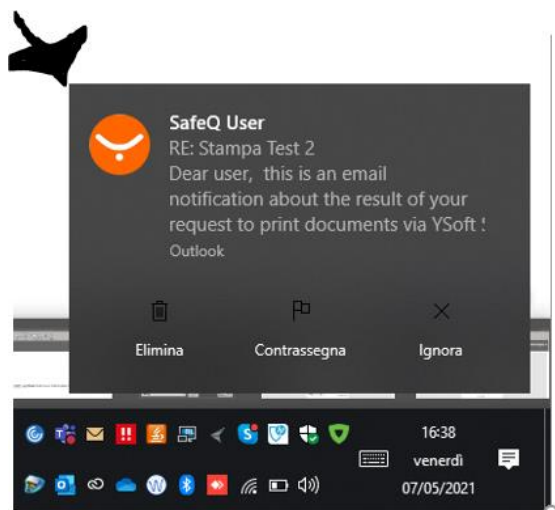 SafeQ User
RE: Stampa Test 2
Dear user, this is an email
notification about the result of your
request to print documents via YSoft
Outlook
Elimina Contrassegna Ignora
16:38
venerdì
07/05/2021